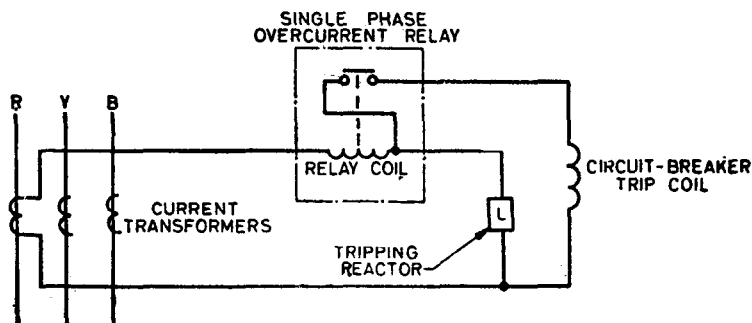 SINGLE PHASE
OVERCURRENT RELAY
R Y B
RELAY COIL
CIRCUIT-BREAKER
TRIP COIL
CURRENT
TRANSFORMERS
L
TRIPPING
REACTOR